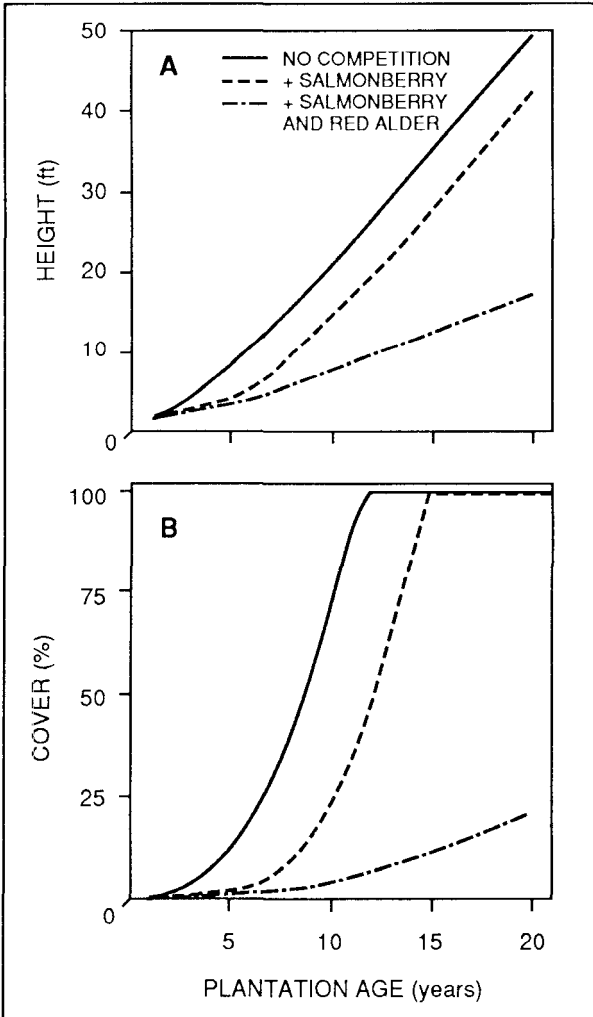 A
NO COMPETITION
+ SALMONBERRY
+ SALMONBERRY
AND RED ALDER
HEIGHT (ft)
50
40
30
20
10
0
B
COVER (%)
100
75
50
25
0
5
10
15
20
PLANTATION AGE (years)